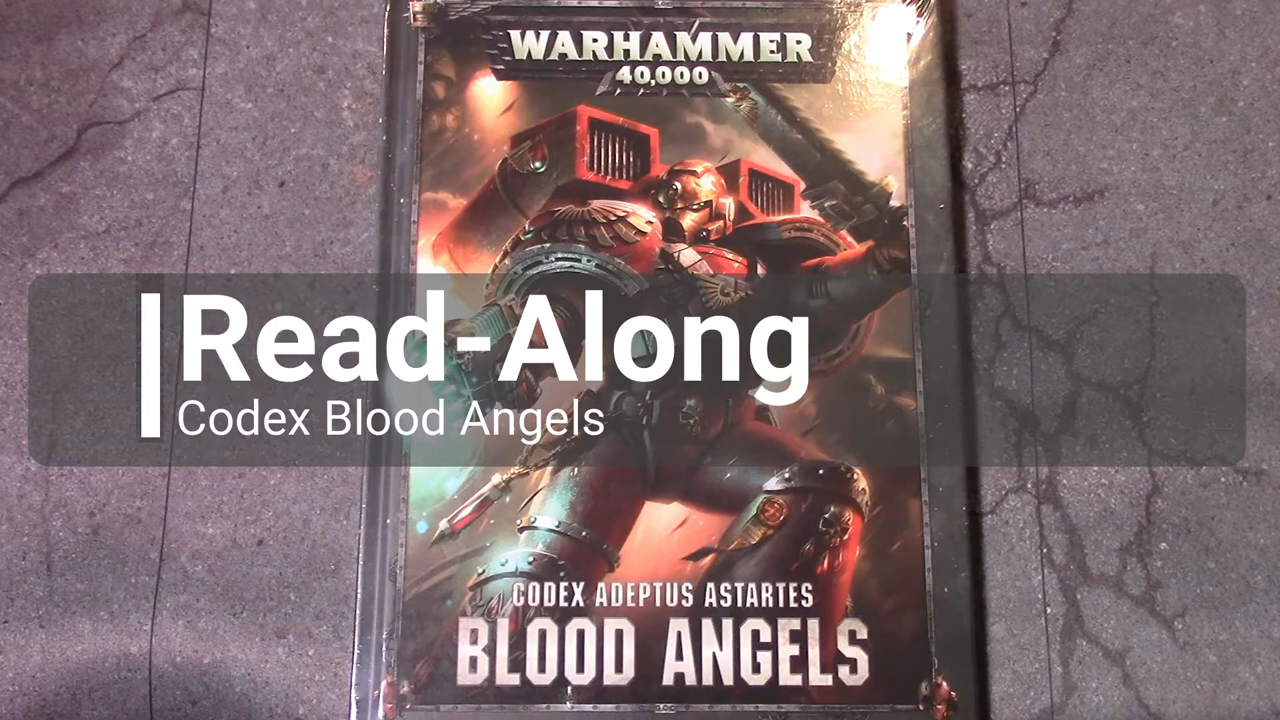 WARHAMMER
40,000
Read-Along
Codex Blood Angels
CODEX ADEPTUS ASTARTES
BLOOD ANGELS